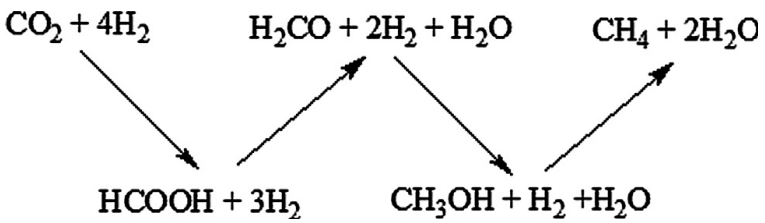 CO₂ + 4H₂
H₂CO + 2H₂ + H₂O
CH₄ + 2H₂O
HCOOH + 3H₂
CH₃OH + H₂ +H₂O